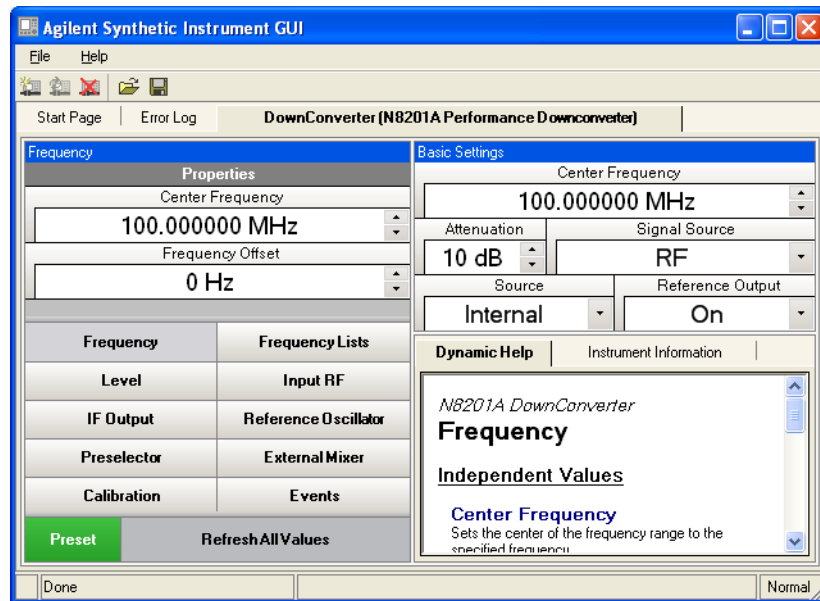 Agilent Synthetic Instrument GUI
File Help
Start Page Error Log DownConverter (N8201A Performance Downconverter)
Frequency
Properties
Center Frequency
100.000000 MHz
Frequency Offset
0 Hz
Frequency Frequency Lists
Level Input RF
IF Output Reference Oscillator
Preselector External Mixer
Calibration Events
Preset Refresh All Values
Basic Settings
Center Frequency
100.000000 MHz
Attenuation Signal Source
10 dB RF
Source Reference Output
Internal On
Dynamic Help Instrument Information
N8201A DownConverter
Frequency
Independent Values
Center Frequency
Sets the center of the frequency range to the
specified frequency
Done Normal